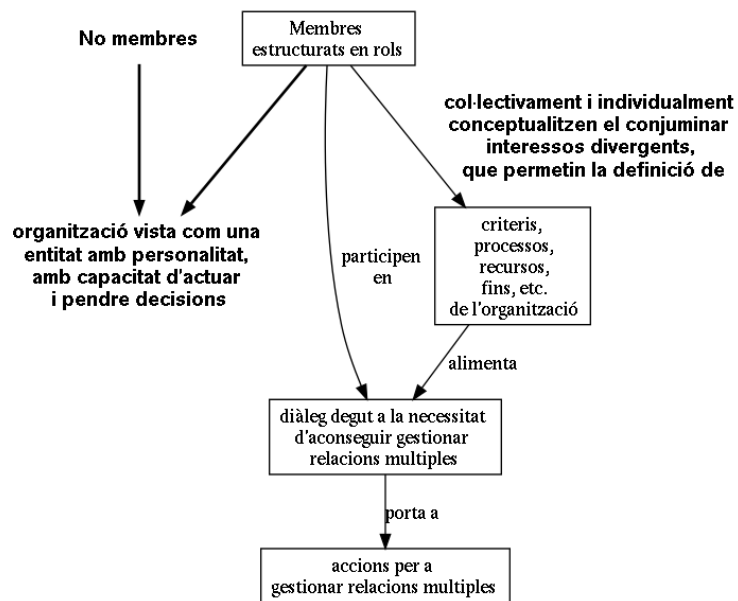 No membres
Membres
estructurats en rols
col·lectivament i individualment
conceptualitzen el conjuminar
interessos divergents,
que permetin la definició de
organització vista com una
entitat amb personalitat,
amb capacitat d'actuar
i pendre decisions
participen
en
criteris,
processos,
recursos,
fins, etc.
de l'organització
alimenta
diàleg degut a la necessitat
d'aconseguir gestionar
relacions multiples
porta a
accions per a
gestionar relacions multiples